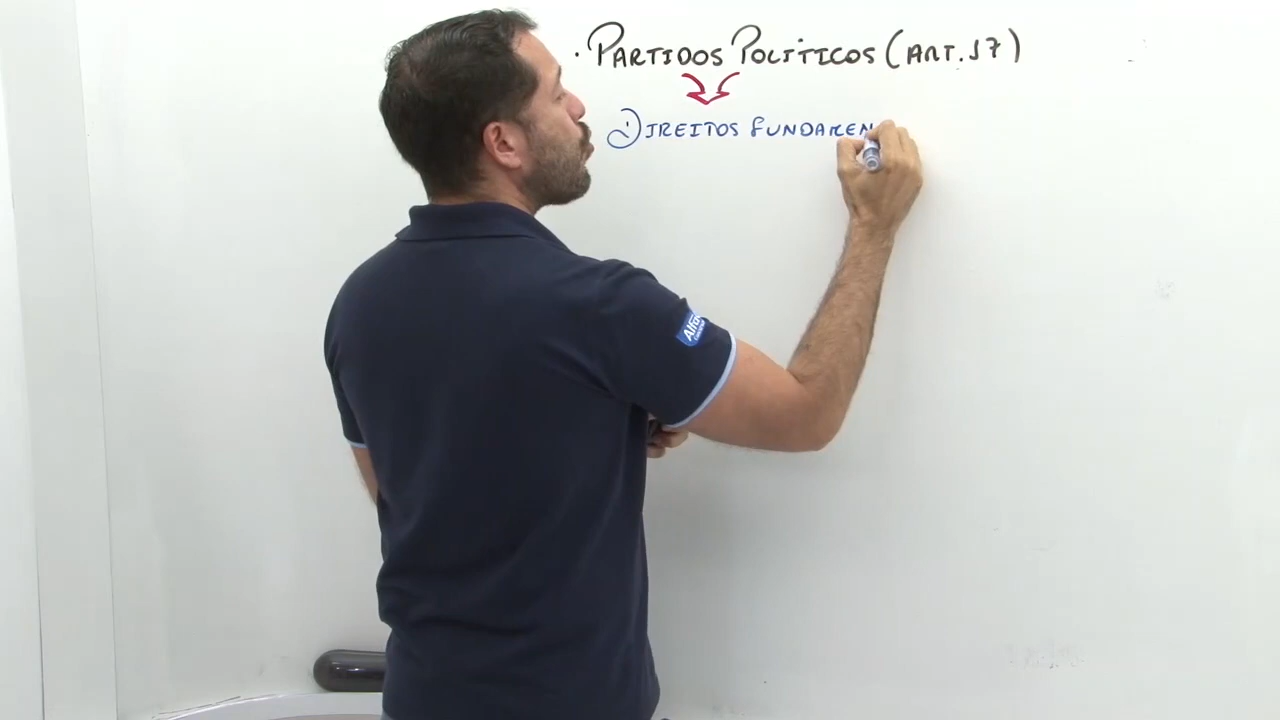 · PARTIDOS POLÍTICOS (ART. 17)
DIREITOS FUNDAMEN